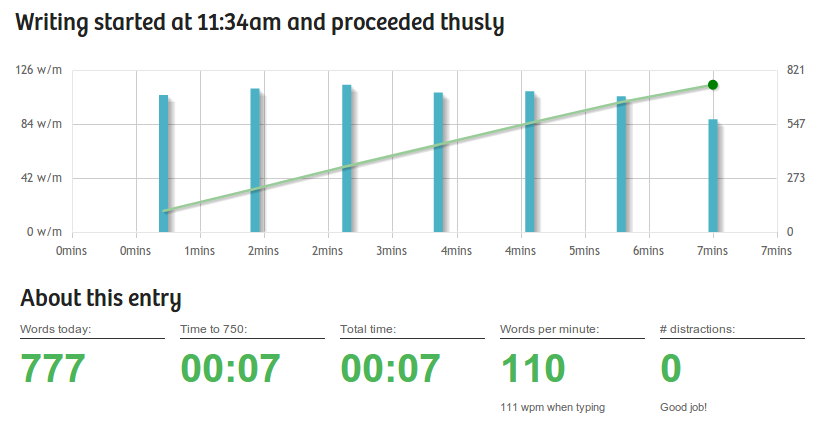 Writing started at 11:34am and proceeded thusly
126 w/m 821
84 w/m 547
42 w/m 273
0 w/m 0
0mins 0mins 1mins 2mins 2mins 3mins 4mins 4mins 5mins 6mins 7mins 7mins
About this entry
Words today: Time to 750: Total time: Words per minute: # distractions:
777 00:07 00:07 110 0
111 wpm when typing Good job!